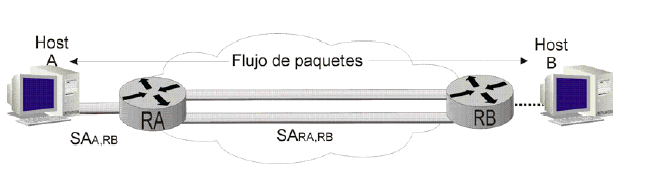 Host
A
Flujo de paquetes
Host
B
RA
RB
SAA,RB
SARA,RB